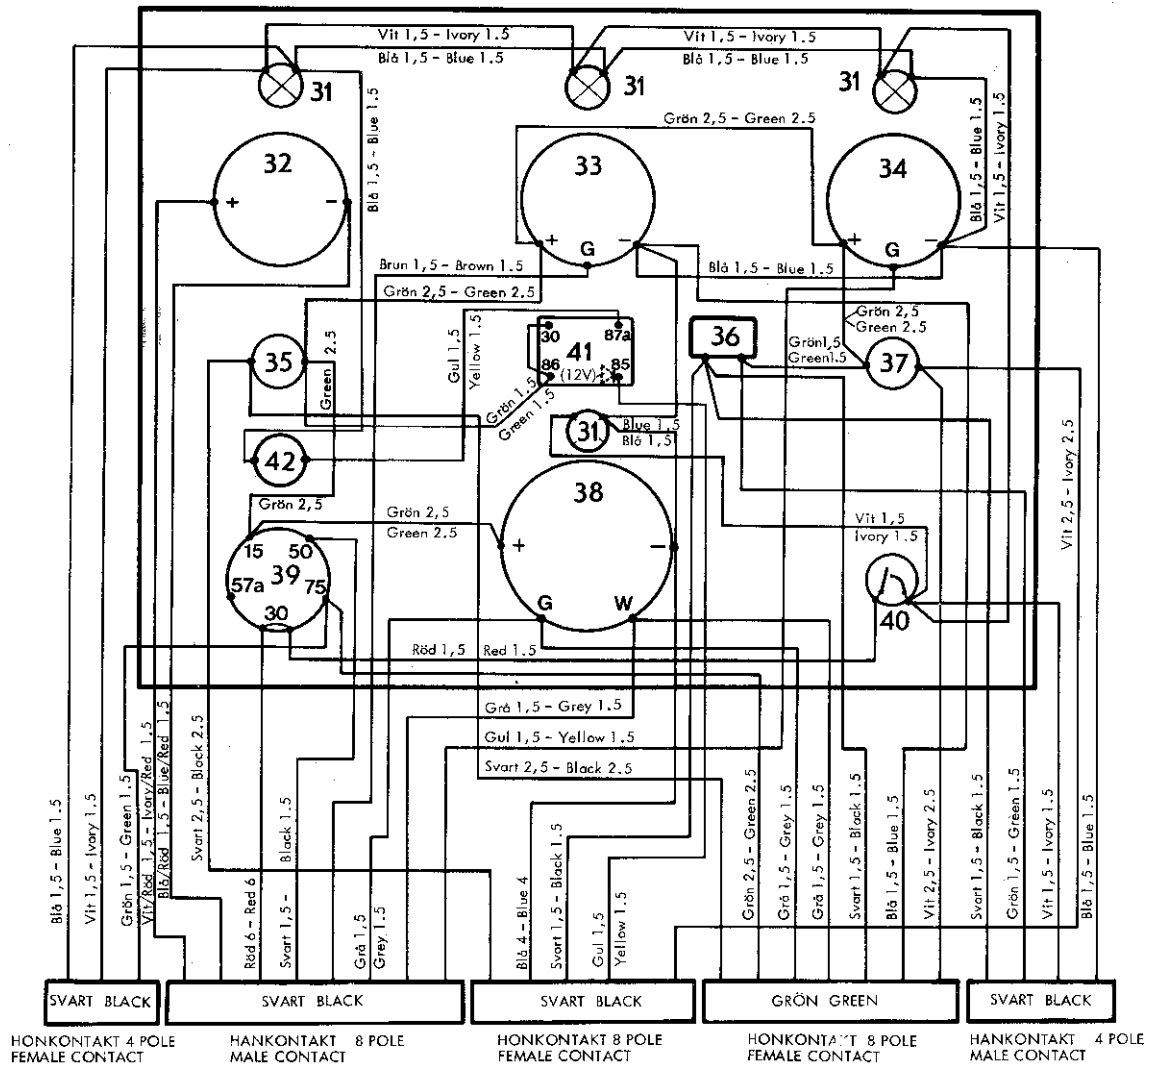 Vit 1,5 - Ivory 1.5
Vit 1,5 - Ivory 1.5
Blå 1,5 - Blue 1.5
Blå 1,5 - Blue 1.5
31
31
31
Grön 2,5 - Green 2.5
Blå 1,5 - Blue 1.5
Blå 1,5 - Blue 1.5
Vit 1,5 - Ivory 1.5
32
33
34
+ -
+ G -
+ G -
Brun 1,5 - Brown 1.5
Blå 1,5 - Blue 1.5
Grön 2,5 - Green 2.5
Grön 2,5
Green 2.5
Grön1,5
Green1.5
Green 2.5
Gul 1,5
Yellow 1.5
30 87a
41
86 85
(12V)
35
36
37
Grön 1,5
Green 1.5
31
Blue 1.5
Blå 1,5
42
Grön 2,5
Grön 2,5
Green 2.5
38
+ -
G W
Vit 1,5
Ivory 1.5
Vit 2,5 - Ivory 2.5
15 50
39
57a 75
30
40
Röd 1,5 Red 1.5
Grå 1,5 - Grey 1.5
Gul 1,5 - Yellow 1.5
Svart 2,5 - Black 2.5
Blå 1,5 - Blue 1.5
Vit 1,5 - Ivory 1.5
Grön 1,5 - Green 1.5
Vit/Röd 1,5 - Ivory/Red 1.5
Blå/Röd 1,5 - Blue/Red 1.5
Svart 2,5 - Black 2.5
Röd 6 - Red 6
Svart 1,5 - Black 1.5
Grå 1,5
Grey 1.5
Blå 4 - Blue 4
Svart 1,5 - Black 1.5
Gul 1,5
Yellow 1.5
Grön 2,5 - Green 2.5
Grå 1,5 - Grey 1.5
Grå 1,5 - Grey 1.5
Svart 1,5 - Black 1.5
Blå 1,5 - Blue 1.5
Vit 2,5 - Ivory 2.5
Svart 1,5 - Black 1.5
Grön 1,5 - Green 1.5
Vit 1,5 - Ivory 1.5
Blå 1,5 - Blue 1.5
SVART BLACK
SVART BLACK
SVART BLACK
GRÖN GREEN
SVART BLACK
HONKONTAKT 4 POLE
FEMALE CONTACT
HANKONTAKT 8 POLE
MALE CONTACT
HONKONTAKT 8 POLE
FEMALE CONTACT
HONKONTAKT 8 POLE
FEMALE CONTACT
HANKONTAKT 4 POLE
MALE CONTACT